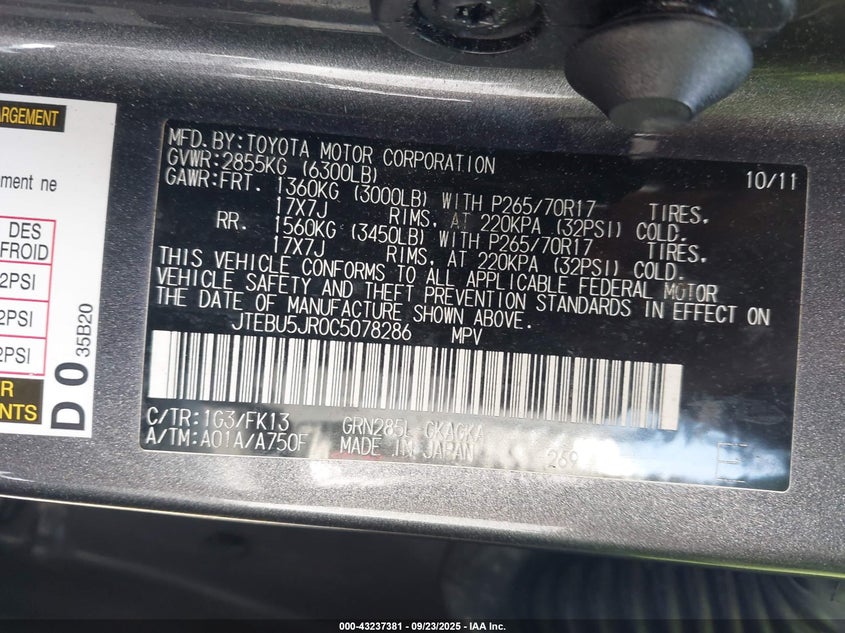 ARGEMENT
ement ne
DES
FROID
2PSI
2PSI
2PSI
R
ENTS
D 0
35B20
MFD. BY: TOYOTA MOTOR CORPORATION 10/11
GVWR: 2855KG (6300LB)
GAWR: FRT. 1360KG (3000LB) WITH P265/70R17 TIRES,
17X7J RIMS, AT 220KPA (32PSI) COLD.
RR. 1560KG (3450LB) WITH P265/70R17 TIRES,
17X7J RIMS, AT 220KPA (32PSI) COLD.
THIS VEHICLE CONFORMS TO ALL APPLICABLE FEDERAL MOTOR
VEHICLE SAFETY AND THEFT PREVENTION STANDARDS IN EFFECT ON
THE DATE OF MANUFACTURE SHOWN ABOVE.
JTEBU5JR0C5078286 MPV
C/TR: 1G3/FK13 GRN285L-GKAGKA
A/TM: A01A/A750F MADE IN JAPAN 269 E
000-43237381 - 09/23/2025 - IAA Inc.